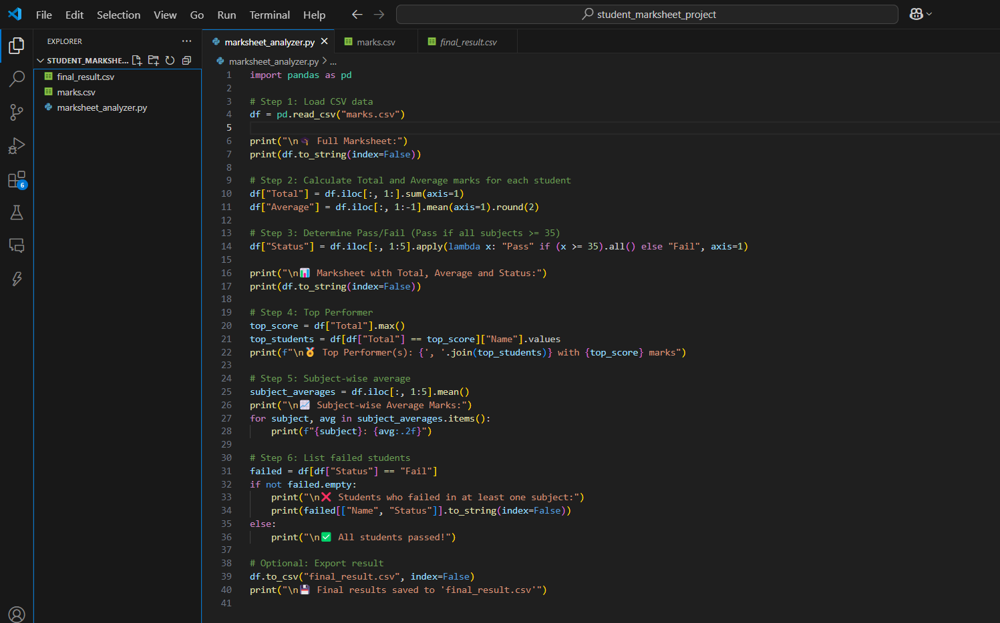 File Edit Selection View Go Run Terminal Help
student_marksheet_project
EXPLORER
STUDENT_MARKSHE...
final_result.csv
marks.csv
marksheet_analyzer.py
6
marksheet_analyzer.py marks.csv final_result.csv
marksheet_analyzer.py > ...
1 import pandas as pd
2
3 # Step 1: Load CSV data
4 df = pd.read_csv("marks.csv")
5
6 print("\n Full Marksheet:")
7 print(df.to_string(index=False))
8
9 # Step 2: Calculate Total and Average marks for each student
10 df["Total"] = df.iloc[:, 1:].sum(axis=1)
11 df["Average"] = df.iloc[:, 1:-1].mean(axis=1).round(2)
12
13 # Step 3: Determine Pass/Fail (Pass if all subjects >= 35)
14 df["Status"] = df.iloc[:, 1:5].apply(lambda x: "Pass" if (x >= 35).all() else "Fail", axis=1)
15
16 print("\n📊 Marksheet with Total, Average and Status:")
17 print(df.to_string(index=False))
18
19 # Step 4: Top Performer
20 top_score = df["Total"].max()
21 top_students = df[df["Total"] == top_score]["Name"].values
22 print(f"\n🏅 Top Performer(s): {', '.join(top_students)} with {top_score} marks")
23
24 # Step 5: Subject-wise average
25 subject_averages = df.iloc[:, 1:5].mean()
26 print("\n📈 Subject-wise Average Marks:")
27 for subject, avg in subject_averages.items():
28     print(f"{subject}: {avg:.2f}")
29
30 # Step 6: List failed students
31 failed = df[df["Status"] == "Fail"]
32 if not failed.empty:
33     print("\n❌ Students who failed in at least one subject:")
34     print(failed[["Name", "Status"]].to_string(index=False))
35 else:
36     print("\n✅ All students passed!")
37
38 # Optional: Export result
39 df.to_csv("final_result.csv", index=False)
40 print("\n💾 Final results saved to 'final_result.csv'")
41